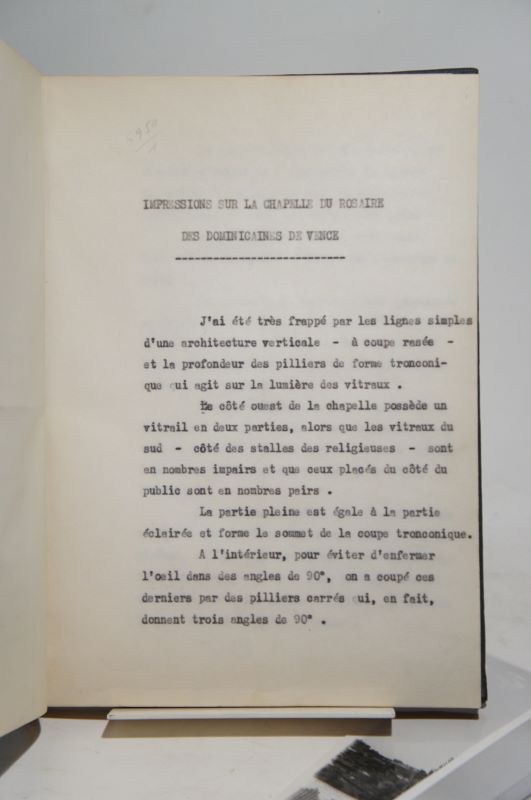 IMPRESSIONS SUR LA CHAPELLE DU ROSAIRE
DES DOMINICAINES DE VENCE
J'ai été très frappé par les lignes simples
d'une architecture verticale - à coupe rasée -
et la profondeur des pilliers de forme tronconi-
que qui agit sur la lumière des vitraux .
Le côté ouest de la chapelle possède un
vitrail en deux parties, alors que les vitraux du
sud - côté des stalles des religieuses - sont
en nombres impairs et que ceux placés du côté du
public sont en nombres pairs .
La partie pleine est égale à la partie
éclairée et forme le sommet de la coupe tronconique.
A l'intérieur, pour éviter d'enfermer
l'oeil dans des angles de 90°, on a coupé ces
derniers par des pilliers carrés qui, en fait,
donnent trois angles de 90° .